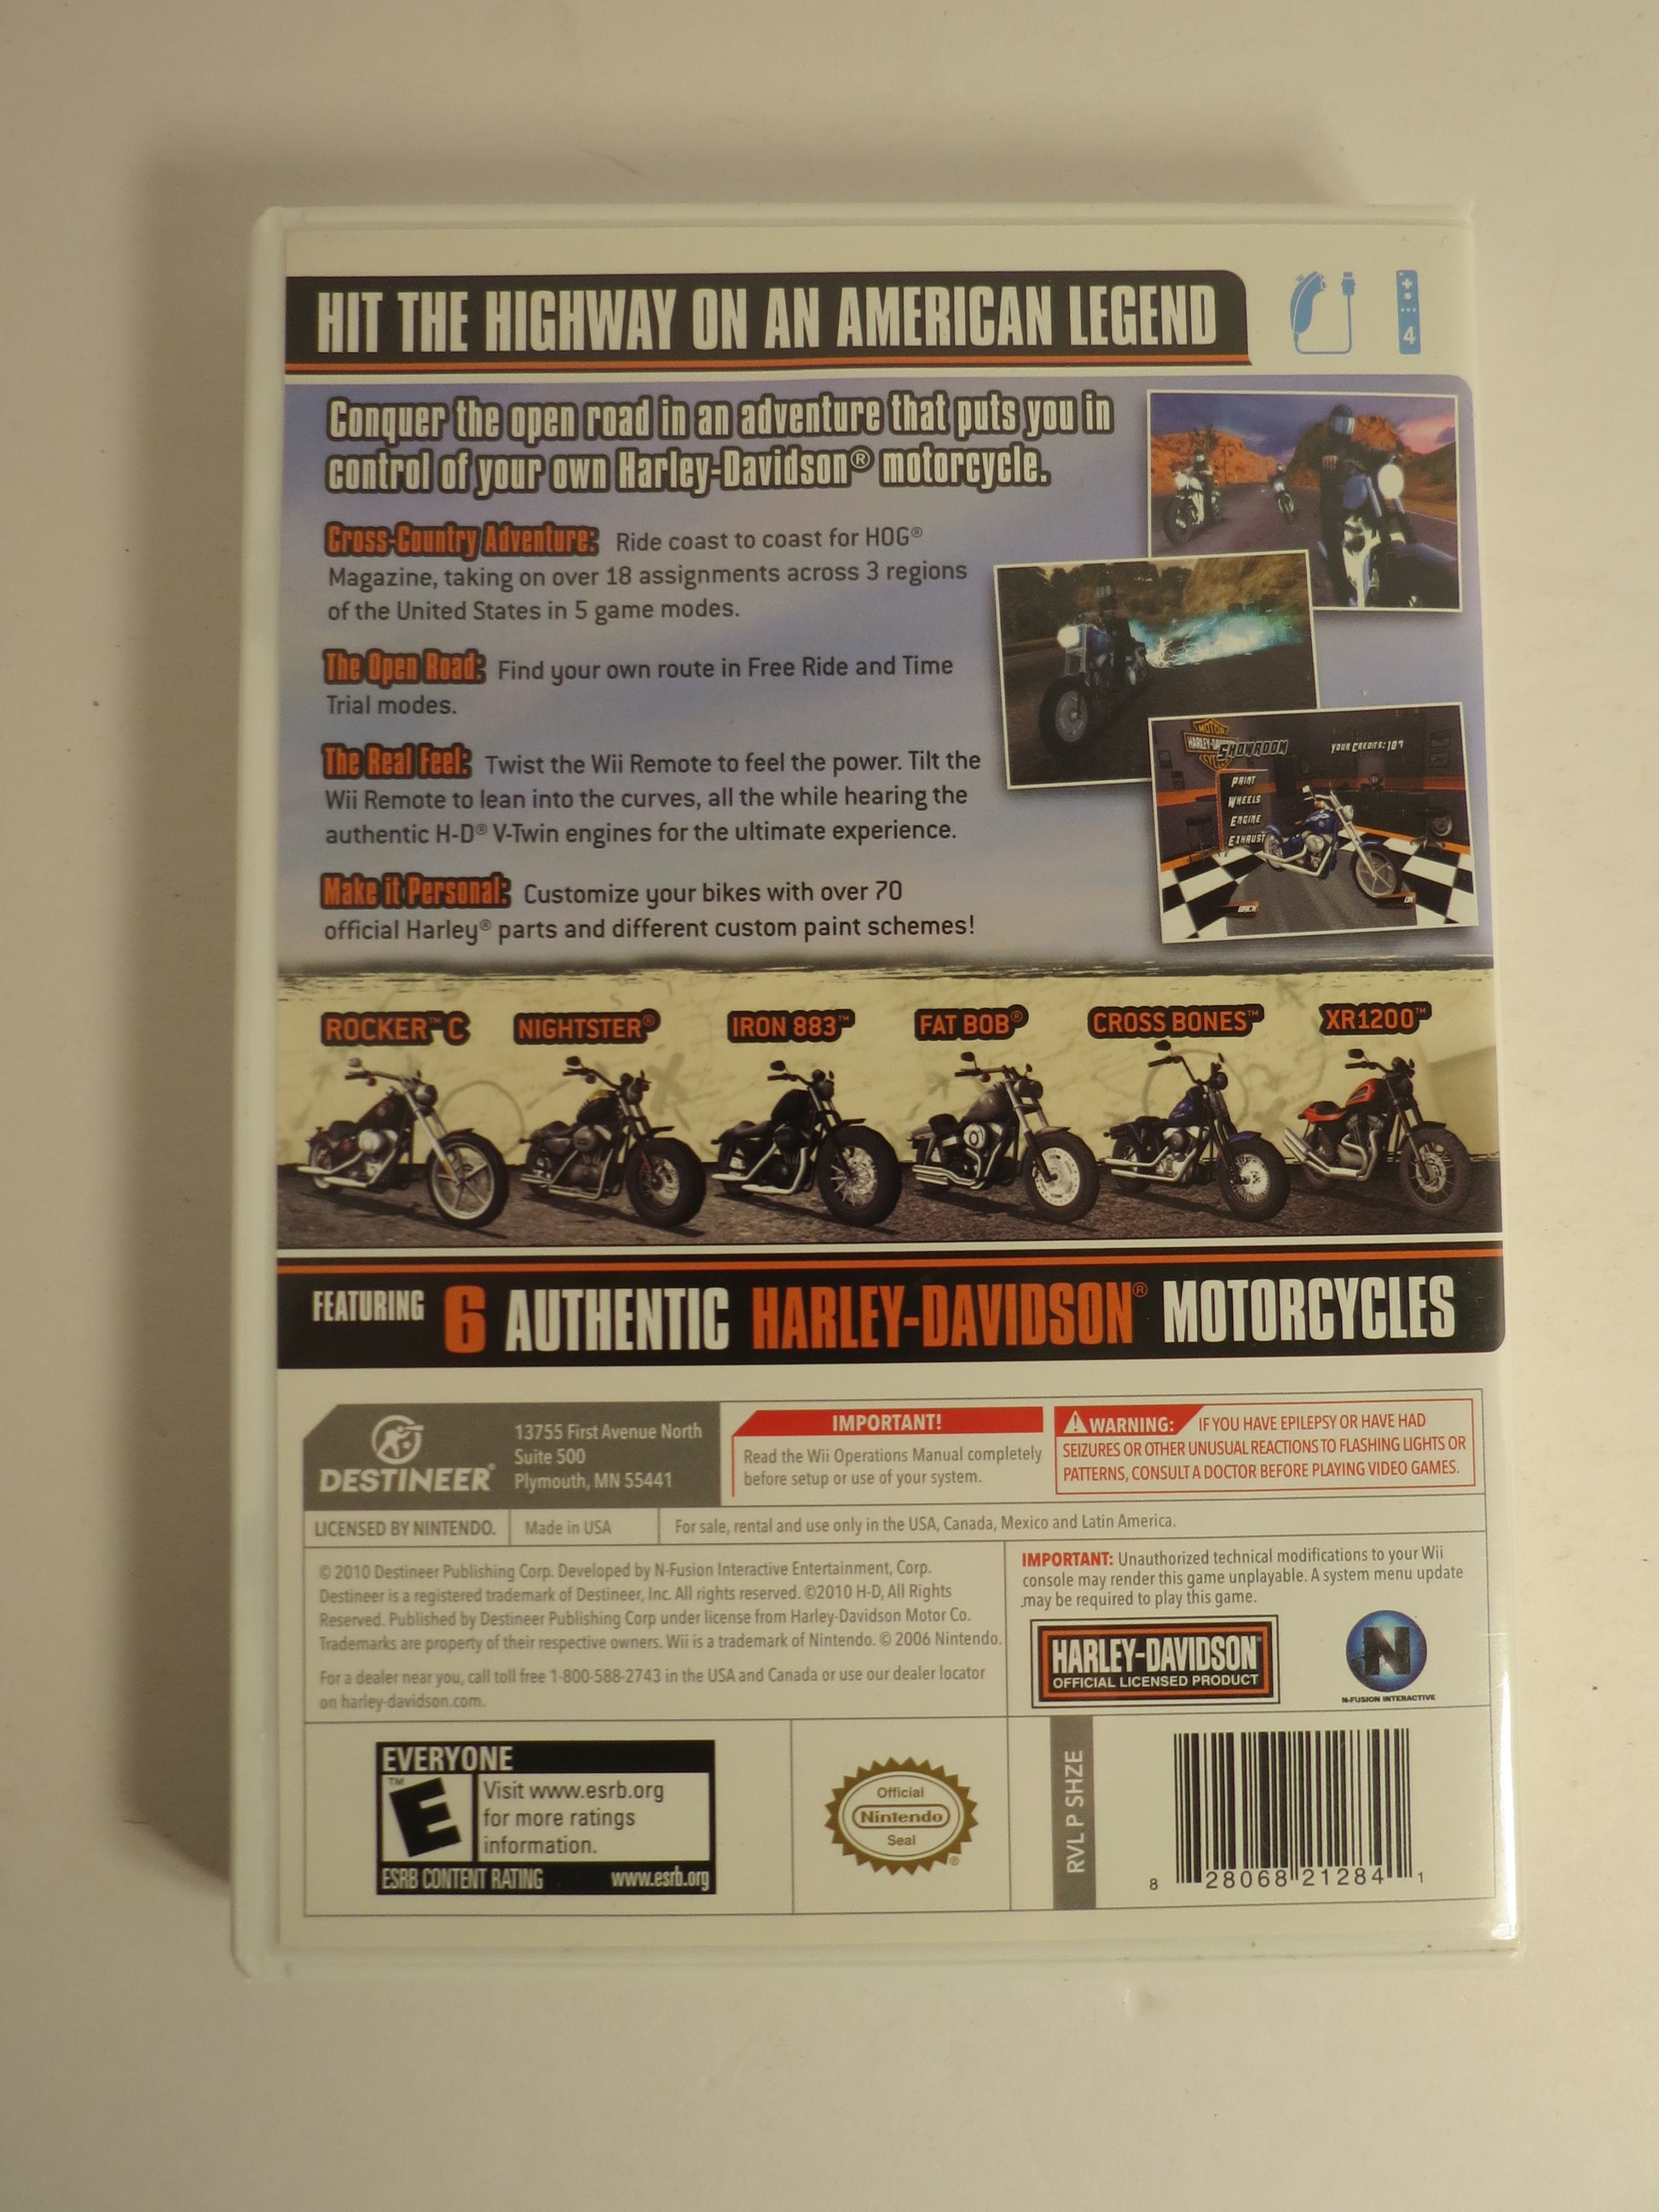 HIT THE HIGHWAY ON AN AMERICAN LEGEND
4
Conquer the open road in an adventure that puts you in
control of your own Harley-Davidson® motorcycle.
Cross-Country Adventure: Ride coast to coast for HOG®
Magazine, taking on over 18 assignments across 3 regions
of the United States in 5 game modes.
The Open Road: Find your own route in Free Ride and Time
Trial modes.
The Real Feel: Twist the Wii Remote to feel the power. Tilt the
Wii Remote to lean into the curves, all the while hearing the
authentic H-D® V-Twin engines for the ultimate experience.
Make it Personal: Customize your bikes with over 70
official Harley® parts and different custom paint schemes!
MOTOR
HARLEY-DAVIDSON
SHOWROOM
YOUR CREDITS: 107
PAINT
WHEELS
ENGINE
EXHAUST
BACK
OK
ROCKER™ C
NIGHTSTER®
IRON 883™
FAT BOB®
CROSS BONES™
XR1200™
FEATURING 6 AUTHENTIC HARLEY-DAVIDSON® MOTORCYCLES
DESTINEER®
13755 First Avenue North
Suite 500
Plymouth, MN 55441
IMPORTANT!
Read the Wii Operations Manual completely
before setup or use of your system.
WARNING: IF YOU HAVE EPILEPSY OR HAVE HAD
SEIZURES OR OTHER UNUSUAL REACTIONS TO FLASHING LIGHTS OR
PATTERNS, CONSULT A DOCTOR BEFORE PLAYING VIDEO GAMES.
LICENSED BY NINTENDO.
Made in USA
For sale, rental and use only in the USA, Canada, Mexico and Latin America.
© 2010 Destineer Publishing Corp. Developed by N-Fusion Interactive Entertainment, Corp.
Destineer is a registered trademark of Destineer, Inc. All rights reserved. ©2010 H-D, All Rights
Reserved. Published by Destineer Publishing Corp under license from Harley-Davidson Motor Co.
Trademarks are property of their respective owners. Wii is a trademark of Nintendo. © 2006 Nintendo.
For a dealer near you, call toll free 1-800-588-2743 in the USA and Canada or use our dealer locator
on harley-davidson.com.
IMPORTANT: Unauthorized technical modifications to your Wii
console may render this game unplayable. A system menu update
may be required to play this game.
HARLEY-DAVIDSON®
OFFICIAL LICENSED PRODUCT
N
N-FUSION INTERACTIVE
EVERYONE
™
E
Visit www.esrb.org
for more ratings
information.
ESRB CONTENT RATING www.esrb.org
Official
Nintendo
Seal
®
RVL P SHZE
8 28068 21284 1